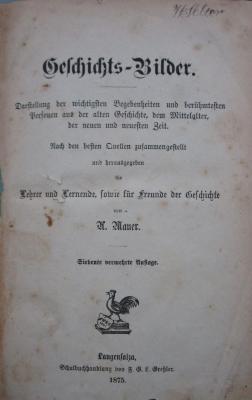 Geschichts-Bilder.
Darstellung der wichtigsten Begebenheiten und berühmtesten
Personen aus der alten Geschichte, dem Mittelalter,
der neuen und neuesten Zeit.
Nach den besten Quellen zusammengestellt
und herausgegeben
für
Lehrer und Lernende, sowie für Freunde der Geschichte
von
A. Mauer.
Siebente vermehrte Auflage.
Langensalza,
Schulbuchhandlung von F. G. L. Greßler.
1875.